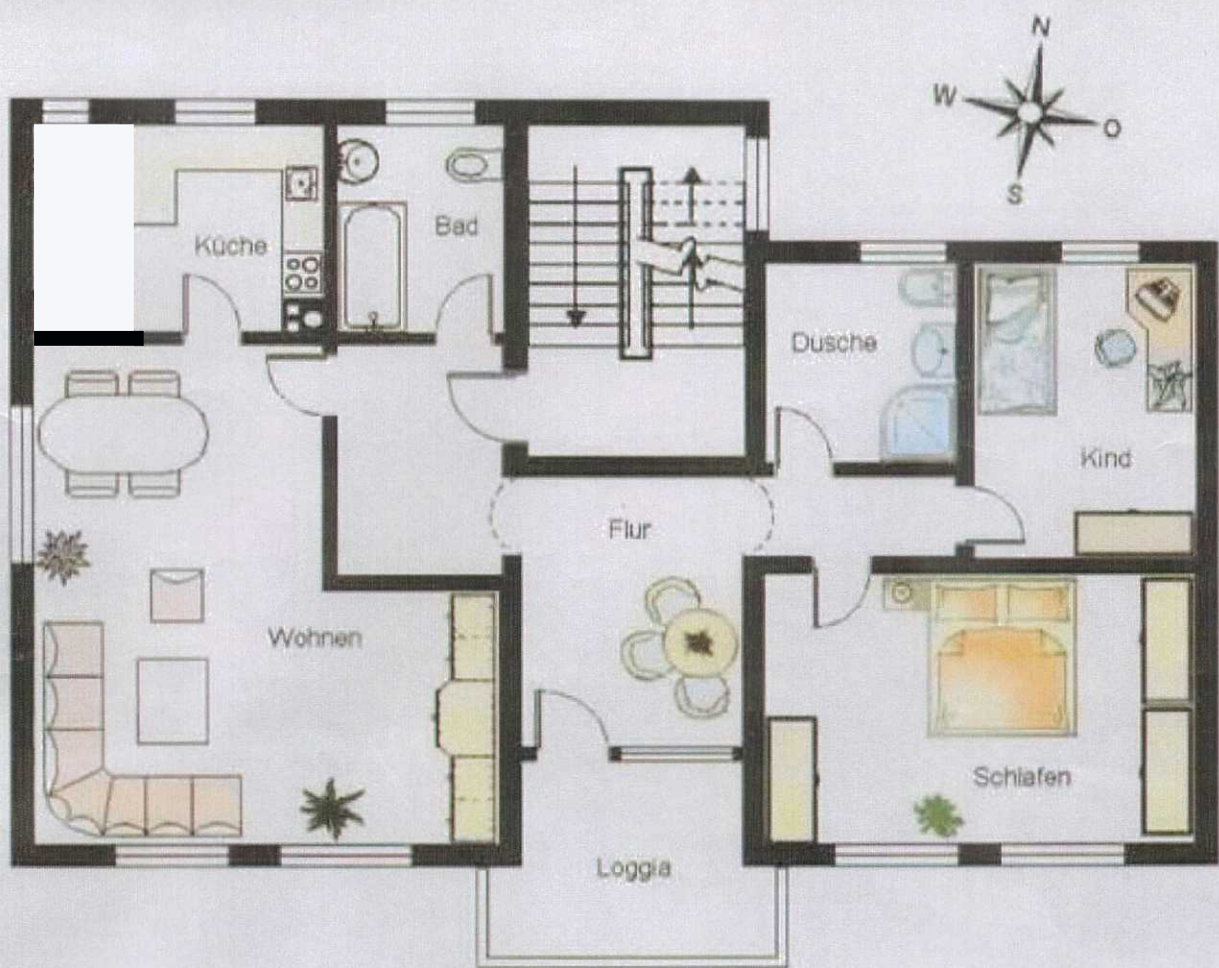 N
W
O
S
Küche
Bad
Dusche
Kind
Flur
Wohnen
Schlafen
Loggia